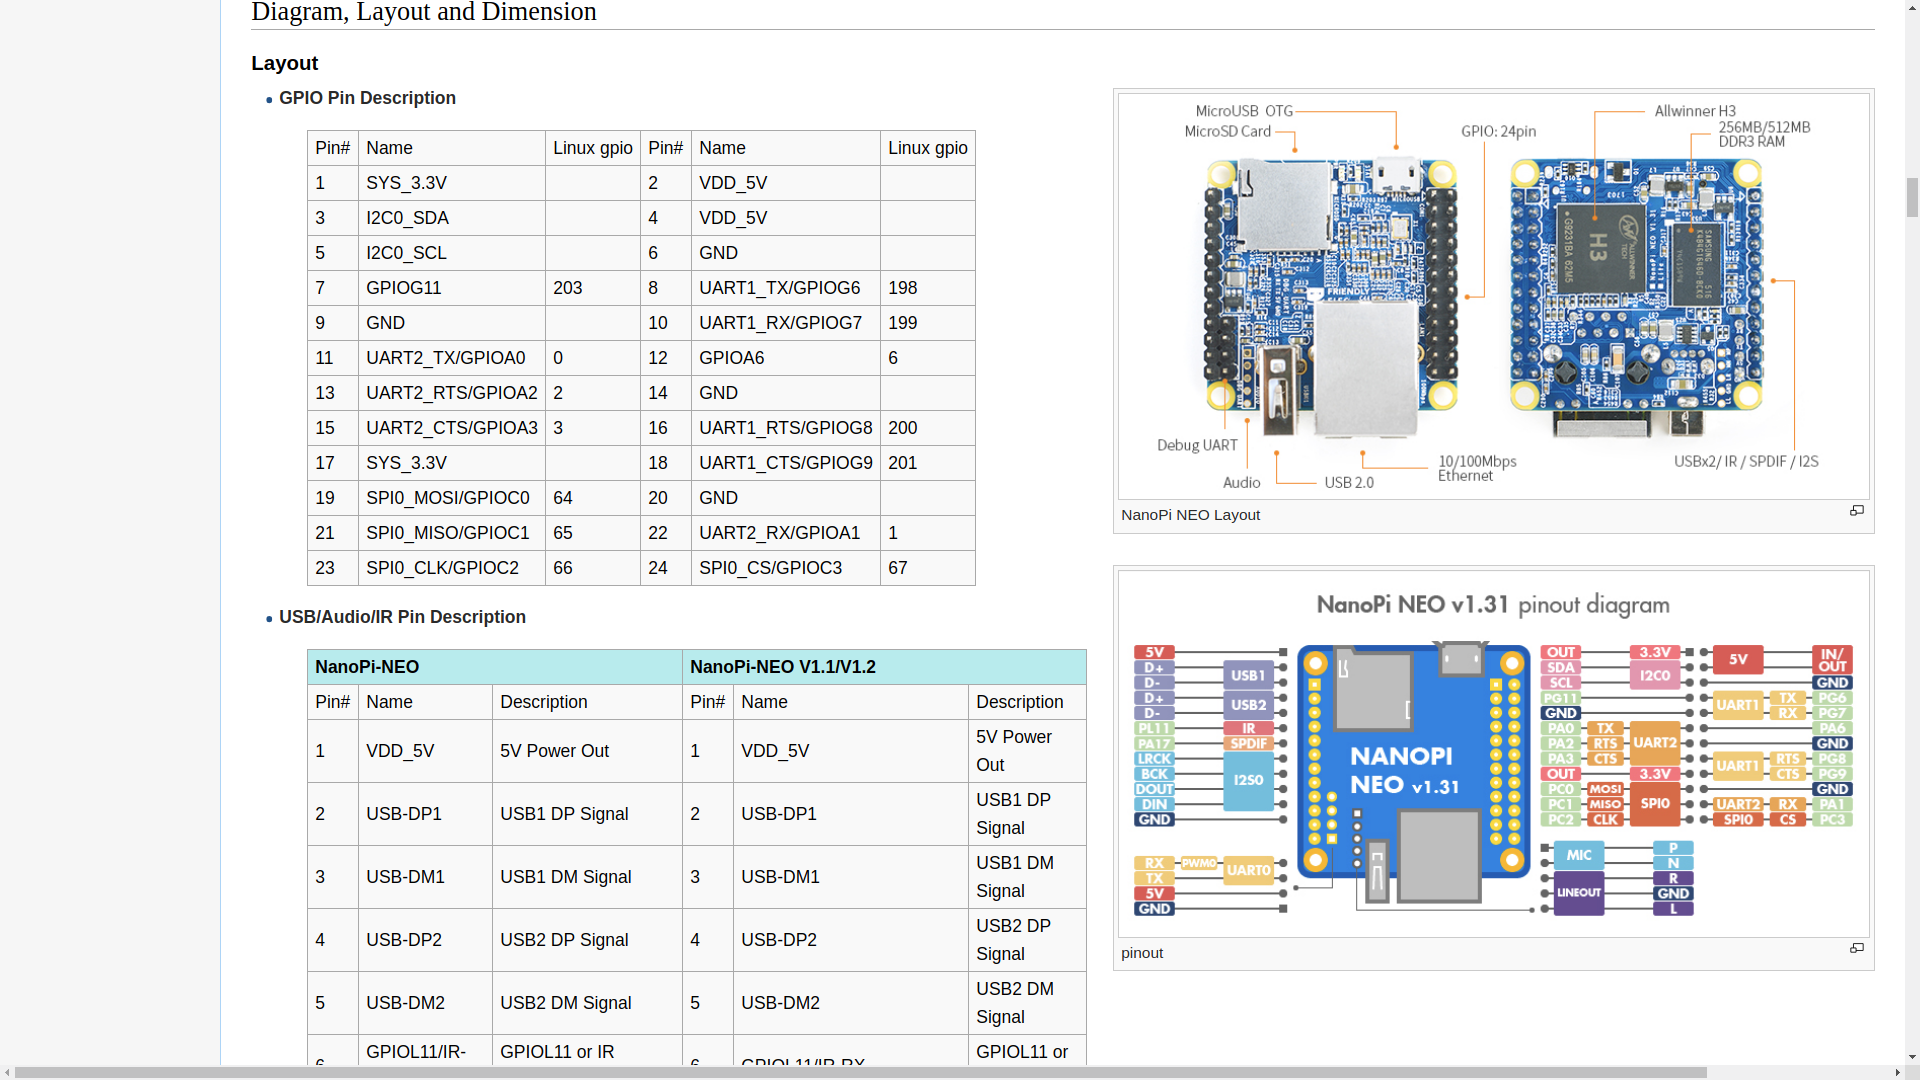 Diagram, Layout and Dimension
Layout
GPIO Pin Description
Pin# Name Linux gpio Pin# Name Linux gpio
1 SYS_3.3V 2 VDD_5V
3 I2C0_SDA 4 VDD_5V
5 I2C0_SCL 6 GND
7 GPIOG11 203 8 UART1_TX/GPIOG6 198
9 GND 10 UART1_RX/GPIOG7 199
11 UART2_TX/GPIOA0 0 12 GPIOA6 6
13 UART2_RTS/GPIOA2 2 14 GND
15 UART2_CTS/GPIOA3 3 16 UART1_RTS/GPIOG8 200
17 SYS_3.3V 18 UART1_CTS/GPIOG9 201
19 SPI0_MOSI/GPIOC0 64 20 GND
21 SPI0_MISO/GPIOC1 65 22 UART2_RX/GPIOA1 1
23 SPI0_CLK/GPIOC2 66 24 SPI0_CS/GPIOC3 67
USB/Audio/IR Pin Description
NanoPi-NEO NanoPi-NEO V1.1/V1.2
Pin# Name Description Pin# Name Description
1 VDD_5V 5V Power Out 1 VDD_5V 5V Power
Out
2 USB-DP1 USB1 DP Signal 2 USB-DP1 USB1 DP
Signal
3 USB-DM1 USB1 DM Signal 3 USB-DM1 USB1 DM
Signal
4 USB-DP2 USB2 DP Signal 4 USB-DP2 USB2 DP
Signal
5 USB-DM2 USB2 DM Signal 5 USB-DM2 USB2 DM
Signal
GPIOL11/IR- GPIOL11 or IR GPIOL11 or
6 6 GPIOL11/IR-RX
MicroUSB OTG
MicroSD Card
GPIO: 24pin
Allwinner H3
256MB/512MB
DDR3 RAM
H3
ALLWINNER
TECH
FRIENDLY
Debug UART
Audio
USB 2.0
10/100Mbps
Ethernet
USBx2/ IR / SPDIF / I2S
NanoPi NEO Layout
NanoPi NEO v1.31 pinout diagram
5V
D+
D- USB1
D+
D- USB2
PL11 IR
PA17 SPDIF
LRCK
BCK I2S0
DOUT
DIN
GND
RX PWM0 UART0
TX
5V
GND
NANOPI
NEO v1.31
OUT 3.3V
SDA I2C0
SCL
PG11
GND
PA0 TX
PA2 RTS UART2
PA3 CTS
OUT 3.3V
PC0 MOSI
PC1 MISO SPI0
PC2 CLK
5V IN/
OUT
GND
UART1 TX PG6
RX PG7
PA6
GND
UART1 RTS PG8
CTS PG9
GND
UART2 RX PA1
SPI0 CS PC3
MIC P
N
LINEOUT R
GND
L
pinout